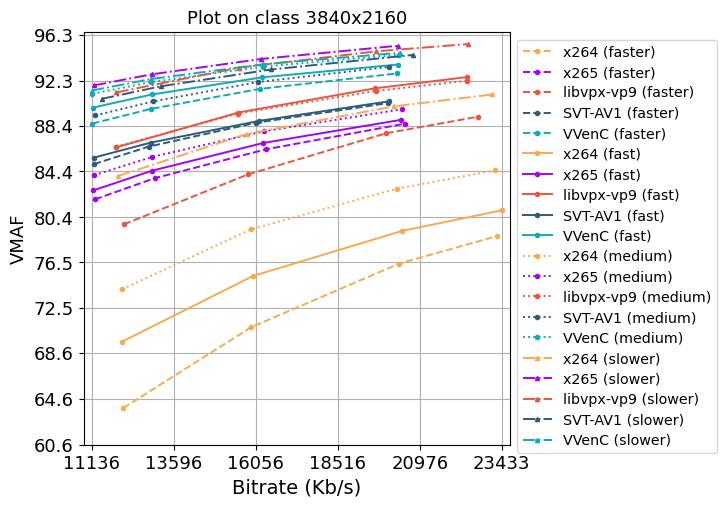 Plot on class 3840x2160
VMAF
96.3
92.3
88.4
84.4
80.4
76.5
72.5
68.6
64.6
60.6
11136 13596 16056 18516 20976 23433
Bitrate (Kb/s)
x264 (faster)
x265 (faster)
libvpx-vp9 (faster)
SVT-AV1 (faster)
VVenC (faster)
x264 (fast)
x265 (fast)
libvpx-vp9 (fast)
SVT-AV1 (fast)
VVenC (fast)
x264 (medium)
x265 (medium)
libvpx-vp9 (medium)
SVT-AV1 (medium)
VVenC (medium)
x264 (slower)
x265 (slower)
libvpx-vp9 (slower)
SVT-AV1 (slower)
VVenC (slower)